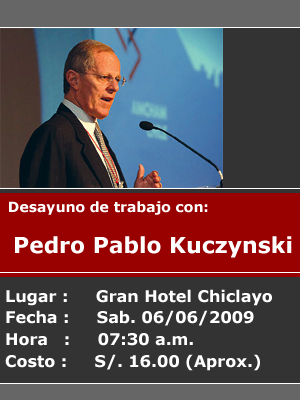 Desayuno de trabajo con:
Pedro Pablo Kuczynski
Lugar : Gran Hotel Chiclayo
Fecha : Sab. 06/06/2009
Hora : 07:30 a.m.
Costo : S/. 16.00 (Aprox.)